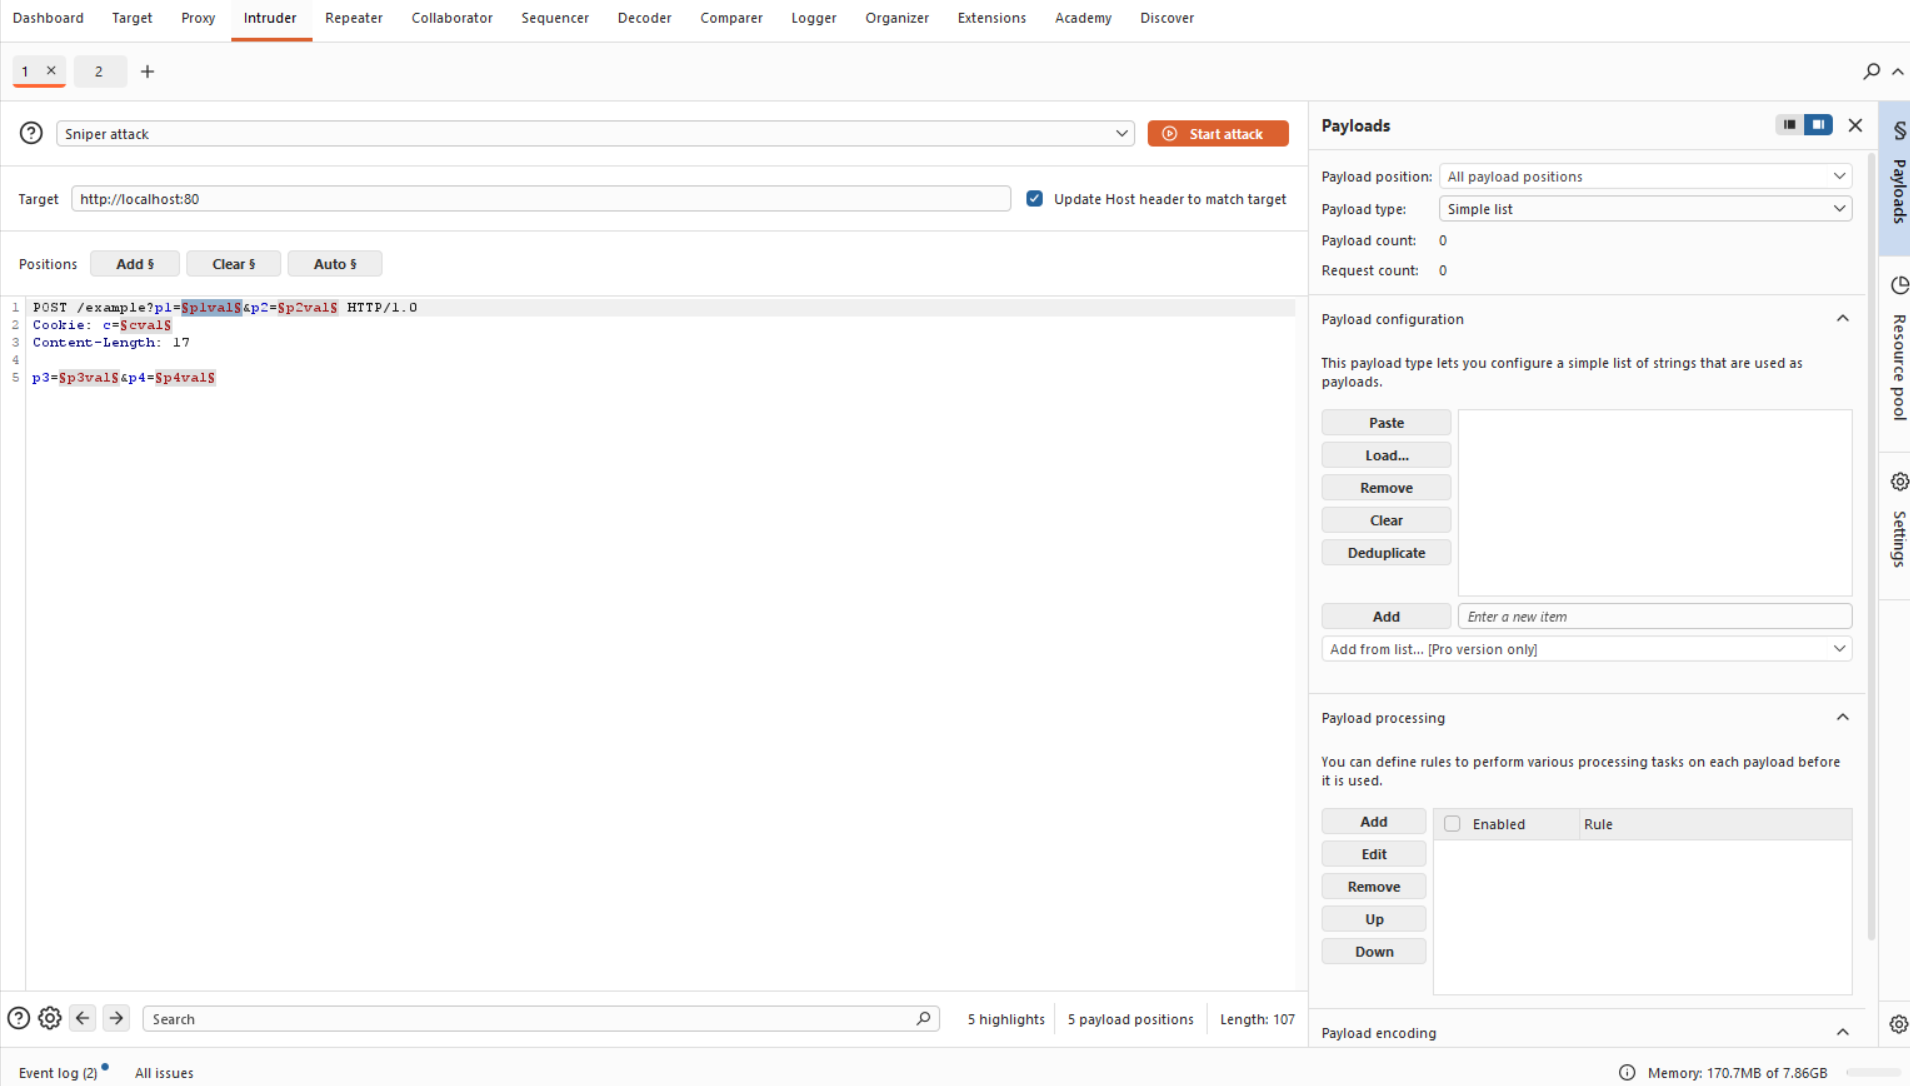 Dashboard Target Proxy Intruder Repeater Collaborator Sequencer Decoder Comparer Logger Organizer Extensions Academy Discover
1 × 2 +
Sniper attack
Start attack
Target http://localhost:80 Update Host header to match target
Positions Add § Clear § Auto §
1 POST /example?p1=§p1val§&p2=§p2val§ HTTP/1.0
2 Cookie: c=§cval§
3 Content-Length: 17
4
5 p3=§p3val§&p4=§p4val§
Search
5 highlights 5 payload positions Length: 107
Payloads
Payload position: All payload positions
Payload type: Simple list
Payload count: 0
Request count: 0
Payload configuration
This payload type lets you configure a simple list of strings that are used as
payloads.
Paste
Load...
Remove
Clear
Deduplicate
Add Enter a new item
Add from list... [Pro version only]
Payload processing
You can define rules to perform various processing tasks on each payload before
it is used.
Add
Edit
Remove
Up
Down
Enabled Rule
Payload encoding
§ Payloads
Resource pool
Settings
Event log (2) All issues
Memory: 170.7MB of 7.86GB